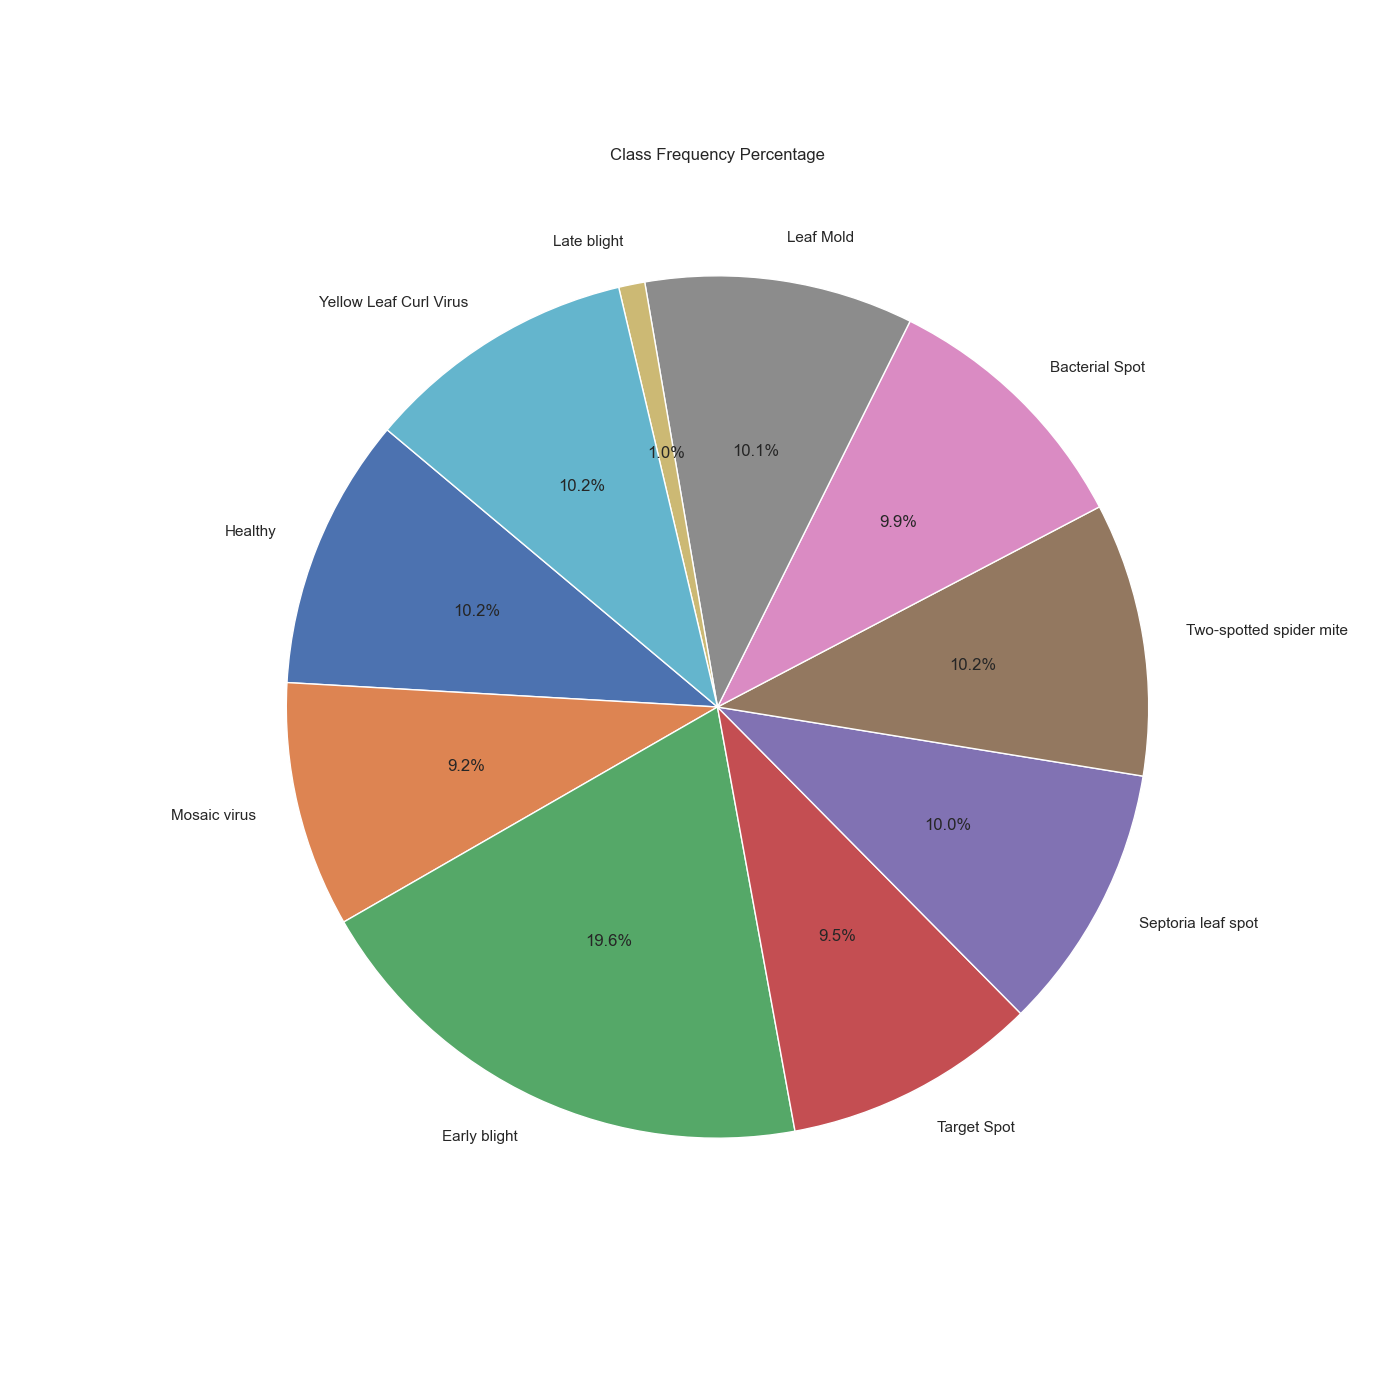 Class Frequency Percentage
Leaf Mold
Late blight
Yellow Leaf Curl Virus
Bacterial Spot
10.1%
1.0%
10.2%
9.9%
Healthy
10.2%
Two-spotted spider mite
10.2%
9.2%
Mosaic virus
10.0%
Septoria leaf spot
9.5%
19.6%
Target Spot
Early blight